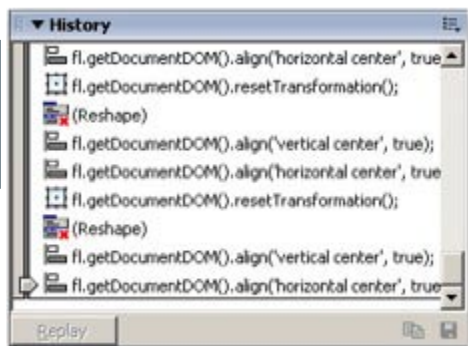 History
fl.getDocumentDOM().align('horizontal center', true
fl.getDocumentDOM().resetTransformation();
(Reshape)
fl.getDocumentDOM().align('vertical center', true);
fl.getDocumentDOM().align('horizontal center', true
fl.getDocumentDOM().resetTransformation();
(Reshape)
fl.getDocumentDOM().align('vertical center', true);
fl.getDocumentDOM().align('horizontal center', true
Replay